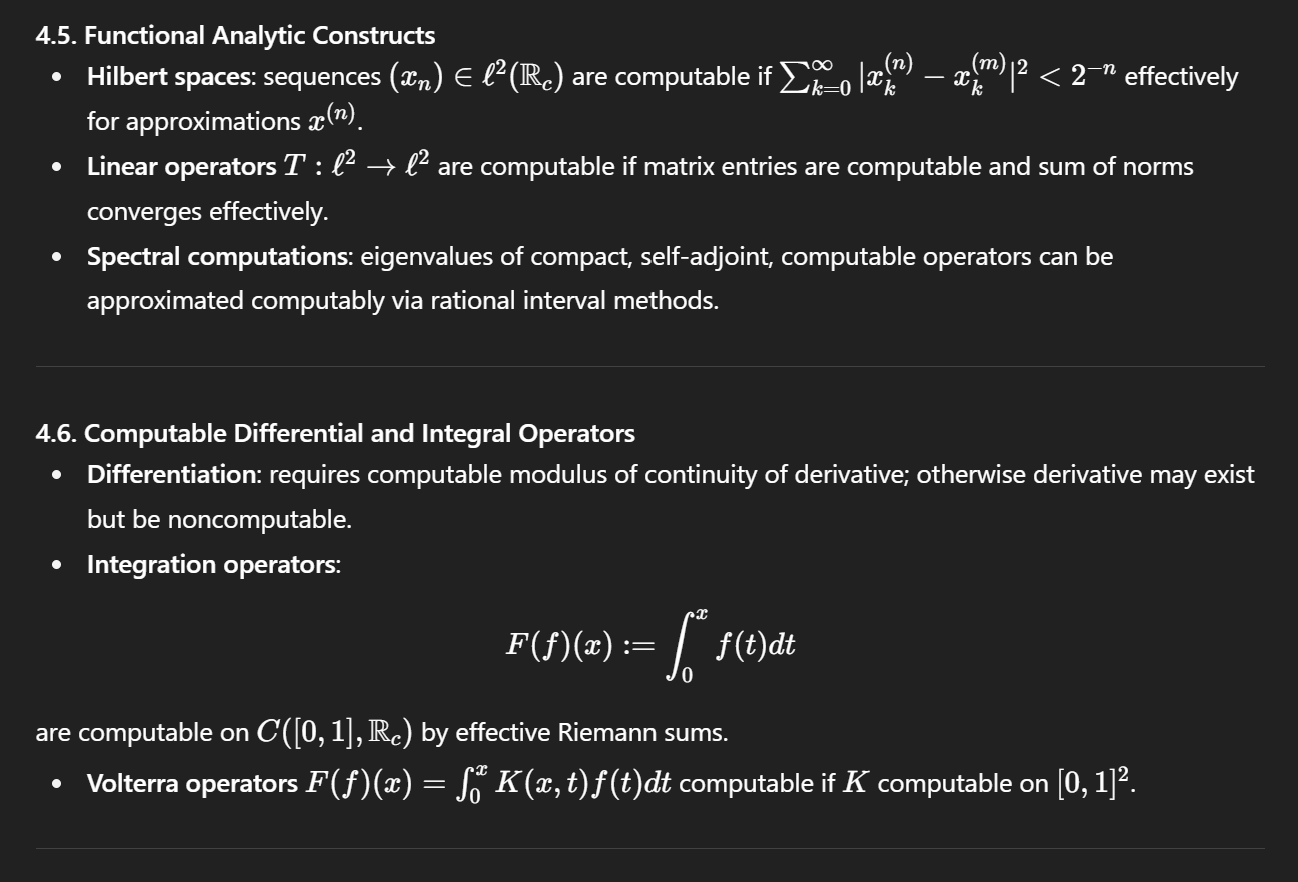 4.5. Functional Analytic Constructs
• Hilbert spaces: sequences (xₙ) ∈ ℓ²(ℝ_c) are computable if ∑_{k=0}^{∞} |x_k^{(n)} − x_k^{(m)}|² < 2^{−n} effectively
for approximations x^{(n)}.
• Linear operators T : ℓ² → ℓ² are computable if matrix entries are computable and sum of norms
converges effectively.
• Spectral computations: eigenvalues of compact, self-adjoint, computable operators can be
approximated computably via rational interval methods.
4.6. Computable Differential and Integral Operators
• Differentiation: requires computable modulus of continuity of derivative; otherwise derivative may exist
but be noncomputable.
• Integration operators:
F(f)(x) := ∫_0^x f(t)dt
are computable on C([0, 1], ℝ_c) by effective Riemann sums.
• Volterra operators F(f)(x) = ∫_0^x K(x, t)f(t)dt computable if K computable on [0, 1]².